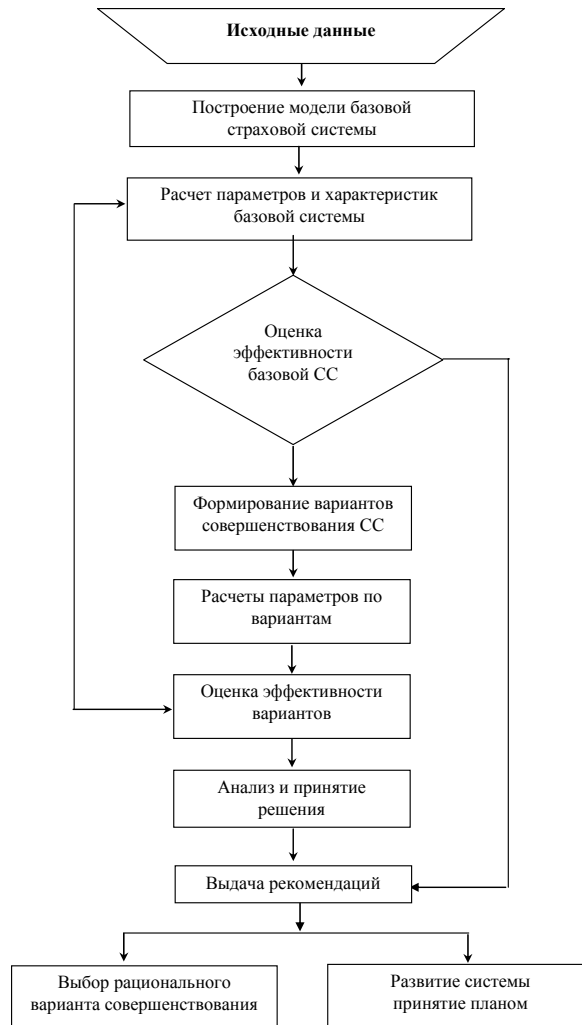 Исходные данные
Построение модели базовой
страховой системы
Расчет параметров и характеристик
базовой системы
Оценка
эффективности
базовой СС
Формирование вариантов
совершенствования СС
Расчеты параметров по
вариантам
Оценка эффективности
вариантов
Анализ и принятие
решения
Выдача рекомендаций
Выбор рационального
варианта совершенствования
Развитие системы
принятие планом